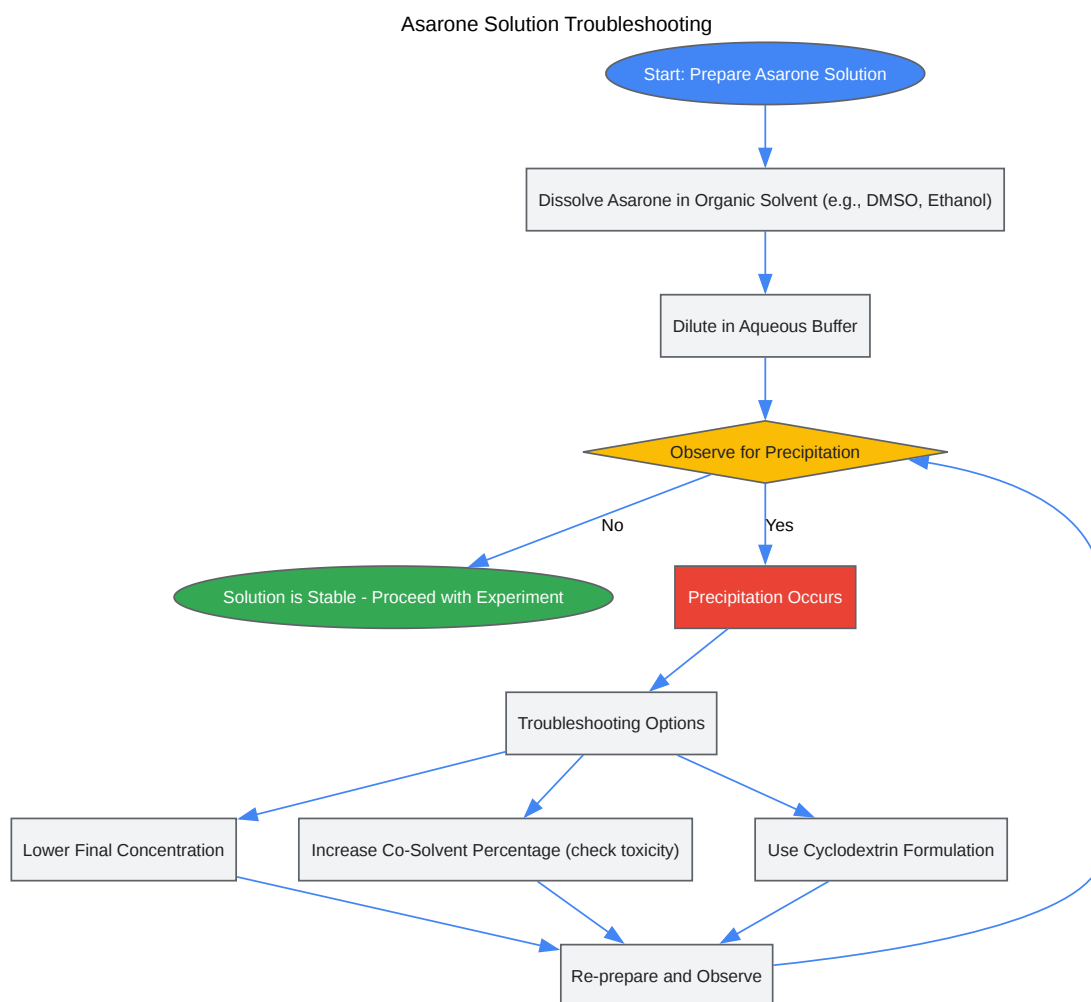 Asarone Solution Troubleshooting
Start: Prepare Asarone Solution
Dissolve Asarone in Organic Solvent (e.g., DMSO, Ethanol)
Dilute in Aqueous Buffer
Observe for Precipitation
No
Yes
Solution is Stable - Proceed with Experiment
Precipitation Occurs
Troubleshooting Options
Lower Final Concentration
Increase Co-Solvent Percentage (check toxicity)
Use Cyclodextrin Formulation
Re-prepare and Observe